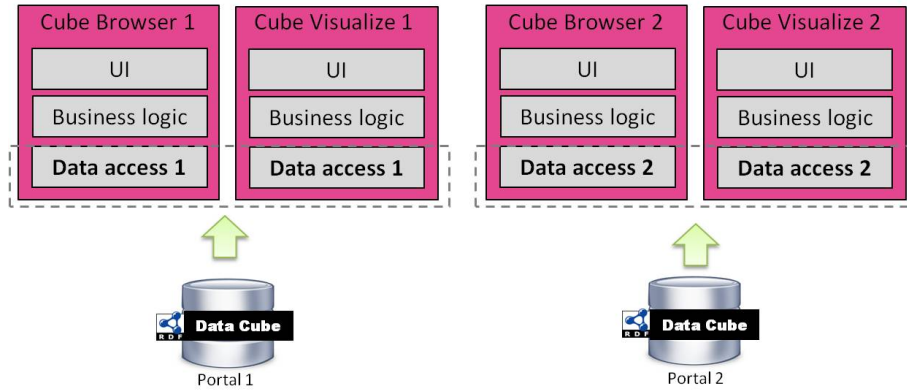 Cube Browser 1
UI
Business logic
Data access 1
Cube Visualize 1
UI
Business logic
Data access 1
Cube Browser 2
UI
Business logic
Data access 2
Cube Visualize 2
UI
Business logic
Data access 2
RDF
Data Cube
Portal 1
RDF
Data Cube
Portal 2